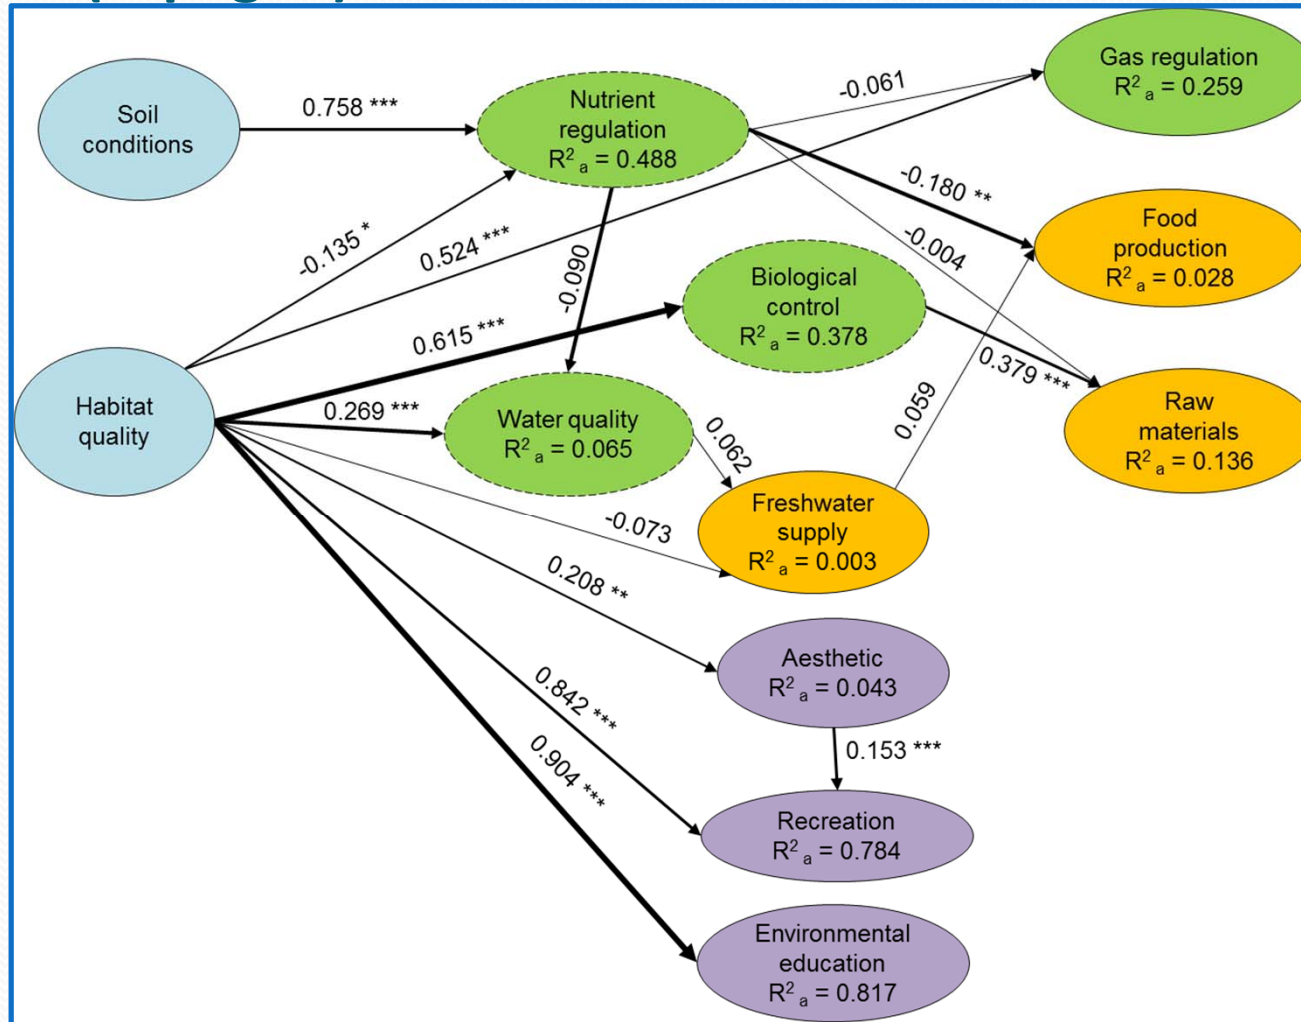 Soil
conditions
0.758 ***
Nutrient
regulation
R² a = 0.488
-0.061
Gas regulation
R² a = 0.259
-0.135 *
0.524 ***
-0.090
-0.180 **
-0.004
Food
production
R² a = 0.028
Biological
control
R² a = 0.378
0.615 ***
0.379 ***
Habitat
quality
0.269 ***
Water quality
R² a = 0.065
0.062
0.059
Raw
materials
R² a = 0.136
-0.073
Freshwater
supply
R² a = 0.003
0.208 **
Aesthetic
R² a = 0.043
0.842 ***
0.153 ***
0.904 ***
Recreation
R² a = 0.784
Environmental
education
R² a = 0.817